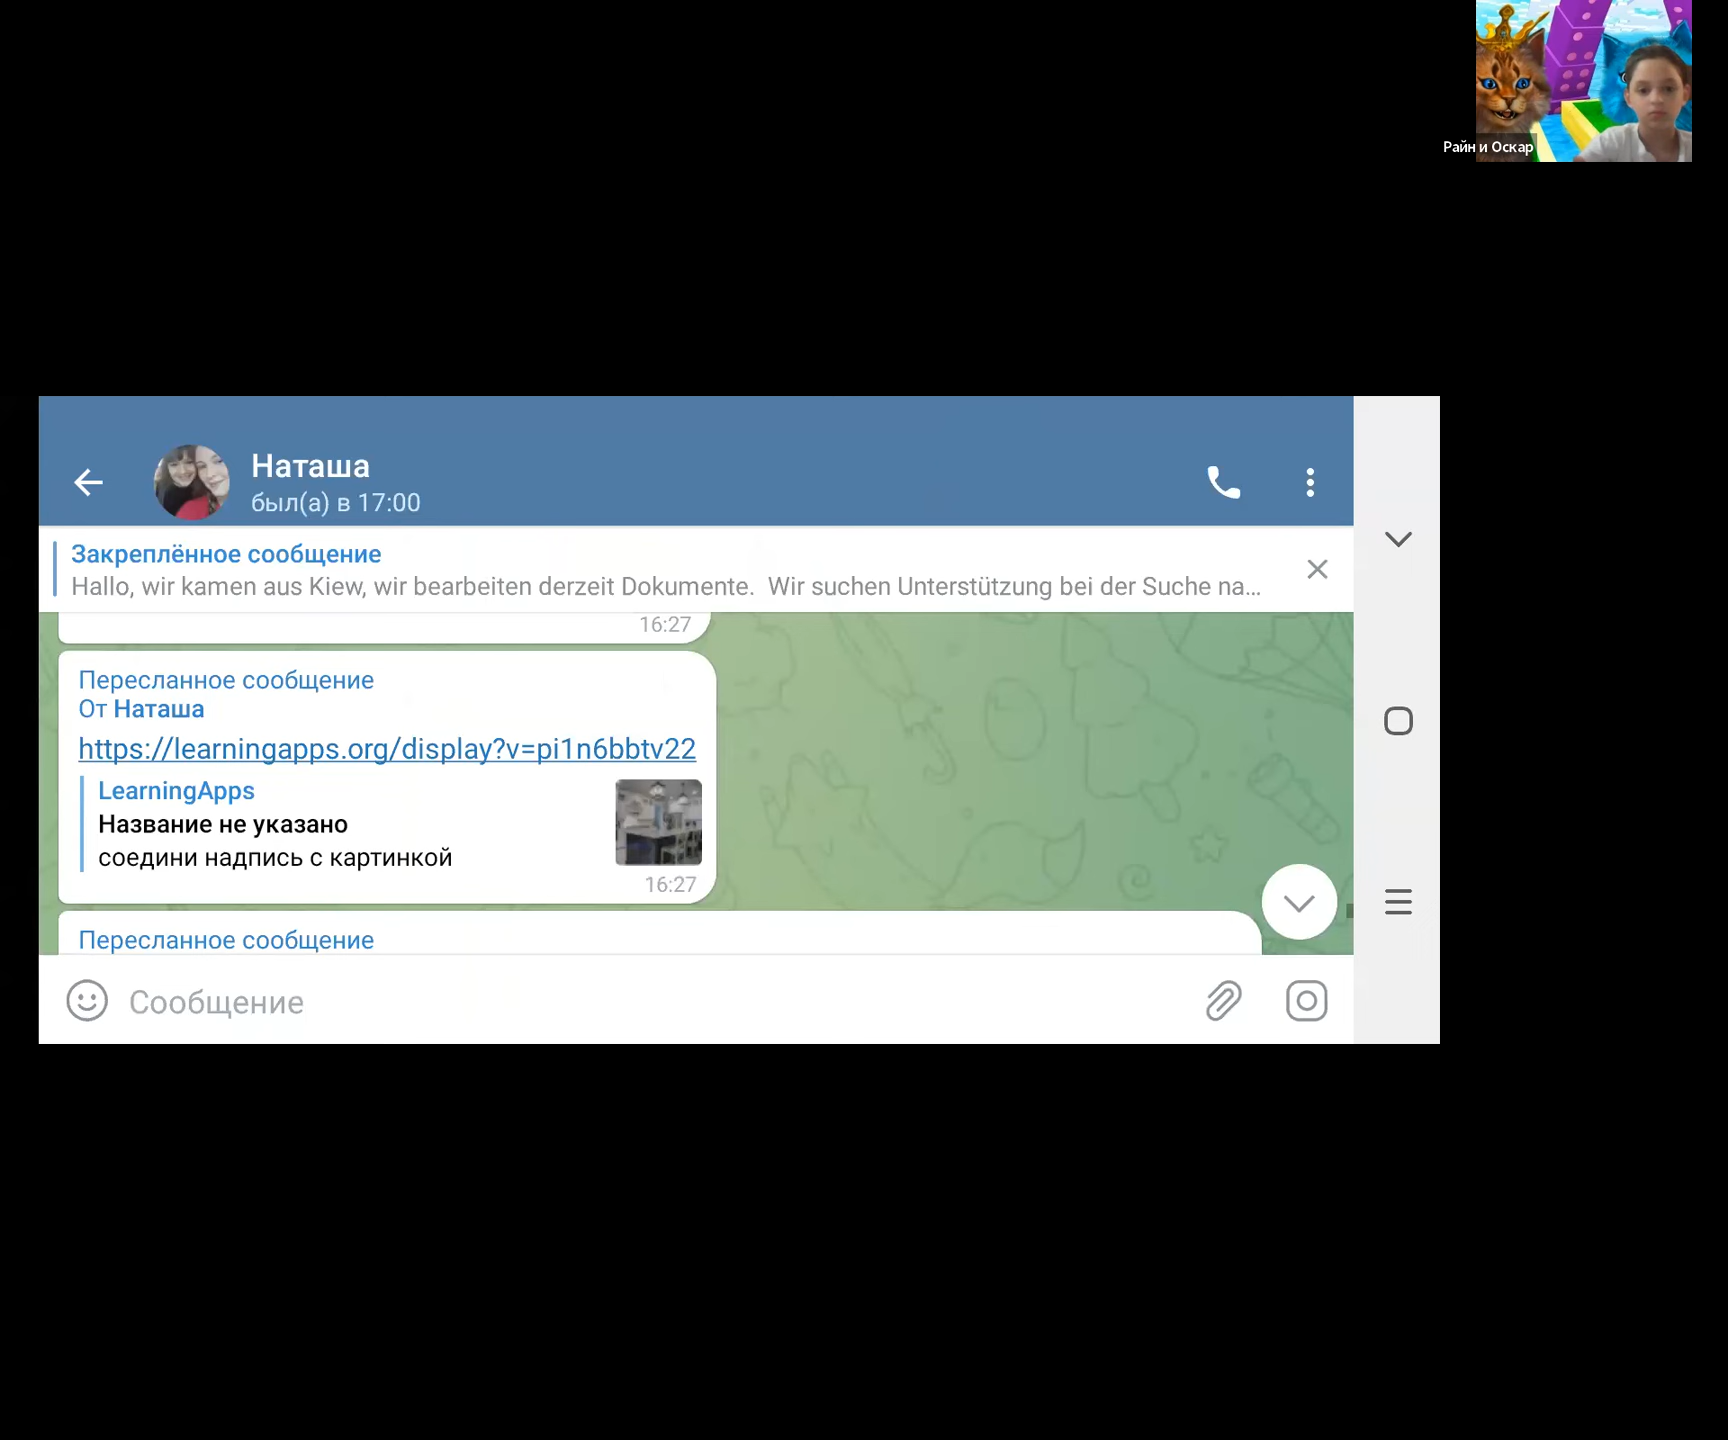 Райн и Оскар
Наташа
был(а) в 17:00
Закреплённое сообщение
Hallo, wir kamen aus Kiew, wir bearbeiten derzeit Dokumente.  Wir suchen Unterstützung bei der Suche na...
16:27
Пересланное сообщение
От Наташа
https://learningapps.org/display?v=pi1n6bbtv22
LearningApps
Название не указано
соедини надпись с картинкой
16:27
Пересланное сообщение
Сообщение